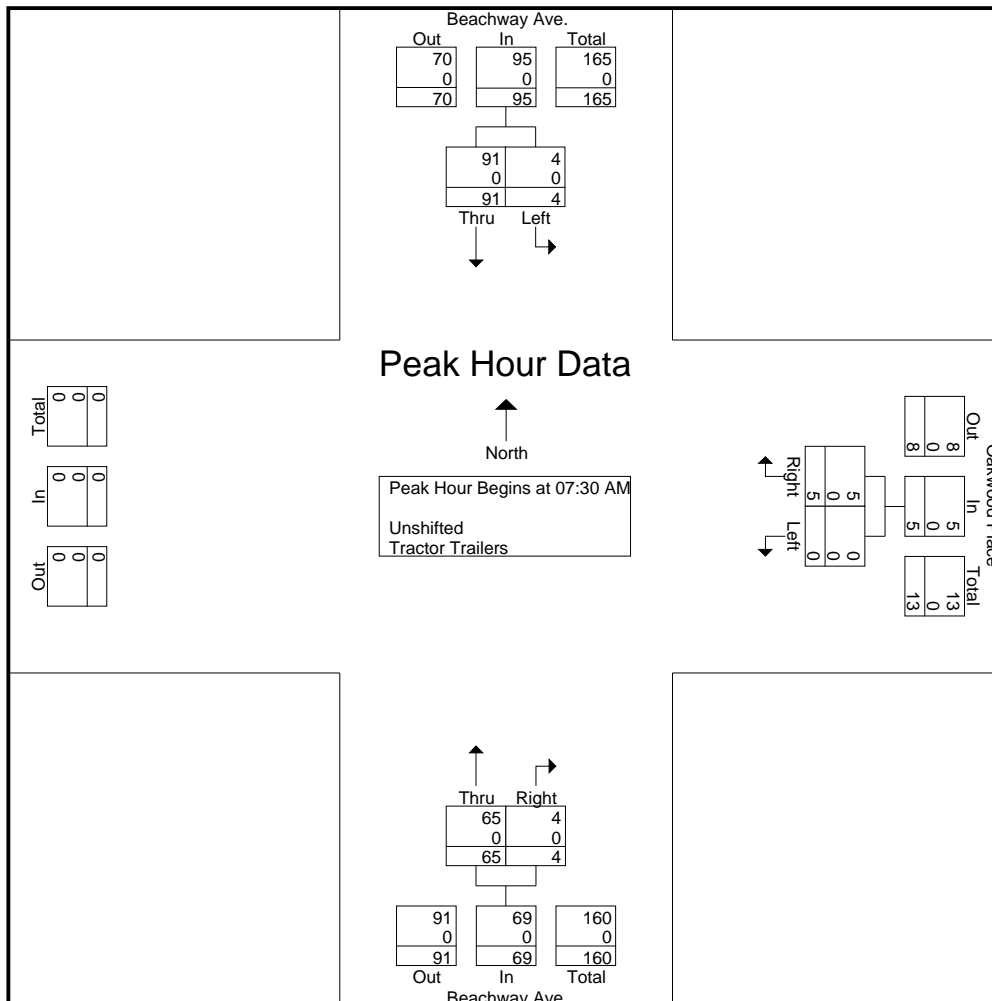 Beachway Ave.
Out In Total
70 95 165
0 0 0
70 95 165
91 4
0 0
91 4
Thru Left
Peak Hour Data
North
Peak Hour Begins at 07:30 AM
Unshifted
Tractor Trailers
Total
0 0 0
In
0 0 0
Out
0 0 0
Right
5 0 5
Left
0 0 0
Oakwood Place
Out
8 0 8
In
5 0 5
Total
13 0 13
Thru Right
65 4
0 0
65 4
91 69 160
0 0 0
91 69 160
Out In Total
Beachway Ave.